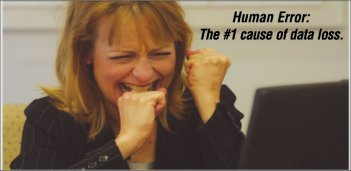 Human Error:
The #1 cause of data loss.